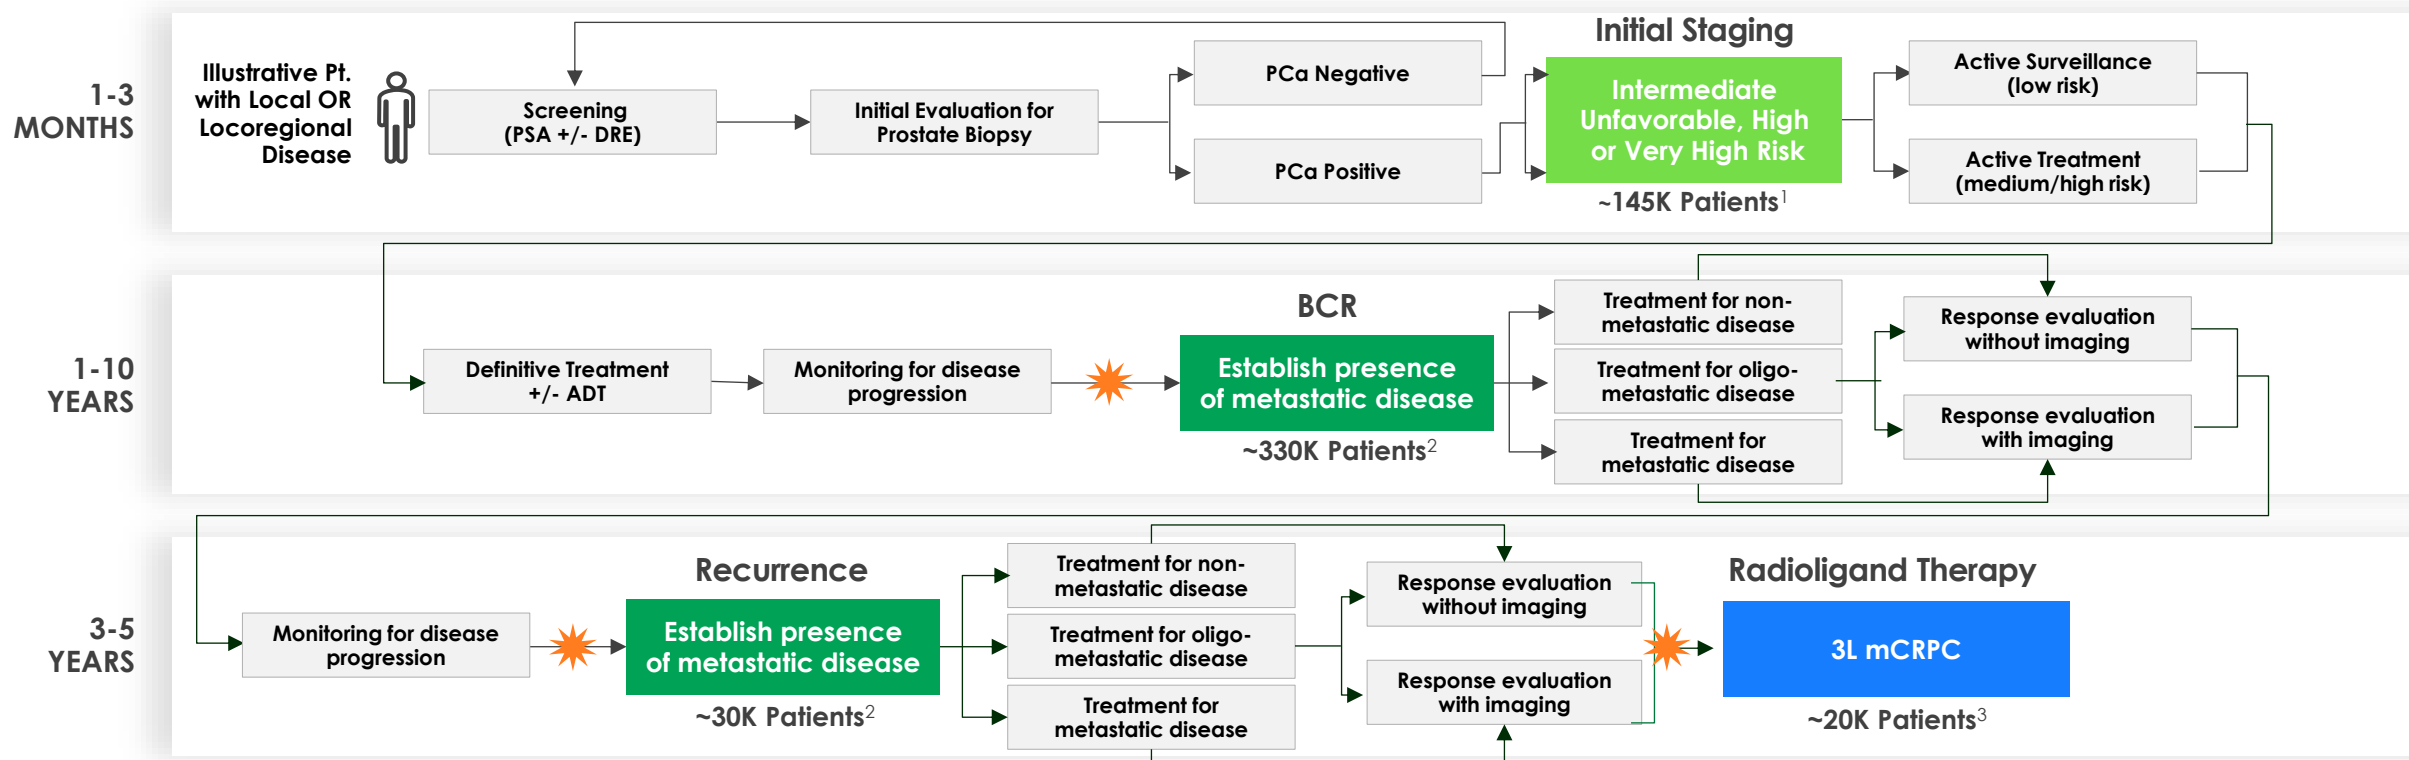 1-3
MONTHS
Illustrative Pt.
with Local OR
Locoregional
Disease
Screening
(PSA +/- DRE)
Initial Evaluation for
Prostate Biopsy
PCa Negative
PCa Positive
Initial Staging
Intermediate
Unfavorable, High
or Very High Risk
~145K Patients1
Active Surveillance
(low risk)
Active Treatment
(medium/high risk)
1-10
YEARS
Definitive Treatment
+/- ADT
Monitoring for disease
progression
BCR
Establish presence
of metastatic disease
~330K Patients2
Treatment for non-
metastatic disease
Treatment for oligo-
metastatic disease
Treatment for
metastatic disease
Response evaluation
without imaging
Response evaluation
with imaging
3-5
YEARS
Monitoring for disease
progression
Recurrence
Establish presence
of metastatic disease
~30K Patients2
Treatment for non-
metastatic disease
Treatment for oligo-
metastatic disease
Treatment for
metastatic disease
Response evaluation
without imaging
Response evaluation
with imaging
Radioligand Therapy
3L mCRPC
~20K Patients3